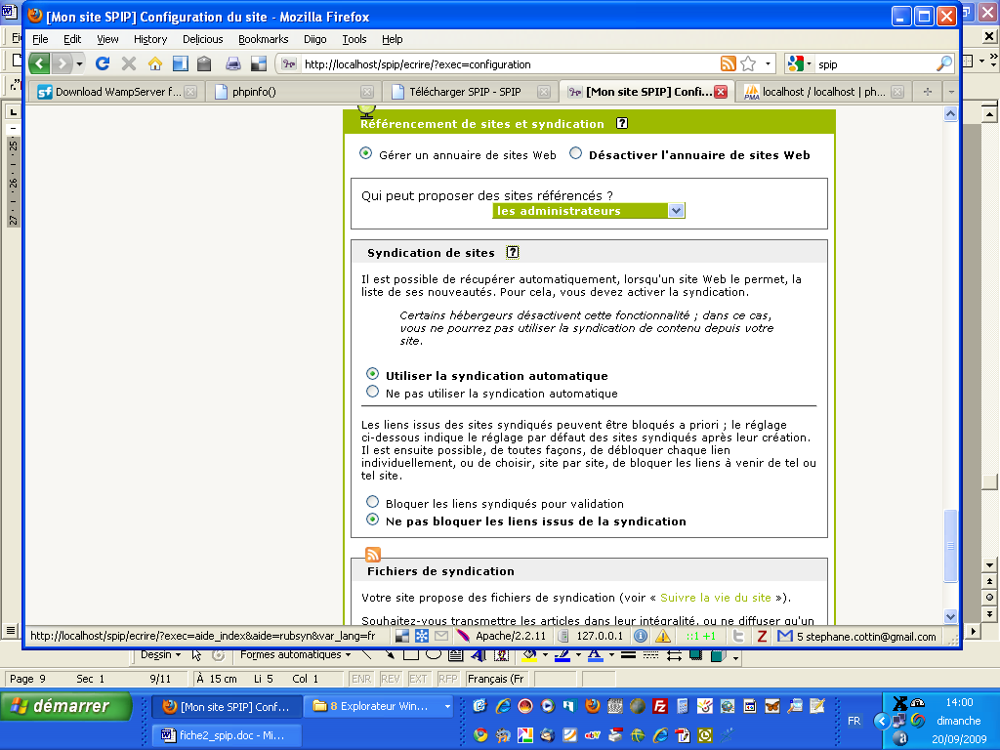 [Mon site SPIP] Configuration du site - Mozilla Firefox
File Edit View History Delicious Bookmarks Diigo Tools Help
http://localhost/spip/ecrire/?exec=configuration
spip
Download WampServer f...
phpinfo()
Télécharger SPIP - SPIP
[Mon site SPIP] Confi...
localhost / localhost | ph...
Référencement de sites et syndication ?
Gérer un annuaire de sites Web Désactiver l'annuaire de sites Web
Qui peut proposer des sites référencés ?
les administrateurs
Syndication de sites ?
Il est possible de récupérer automatiquement, lorsqu'un site Web le permet, la
liste de ses nouveautés. Pour cela, vous devez activer la syndication.
Certains hébergeurs désactivent cette fonctionnalité ; dans ce cas,
vous ne pourrez pas utiliser la syndication de contenu depuis votre
site.
Utiliser la syndication automatique
Ne pas utiliser la syndication automatique
Les liens issus des sites syndiqués peuvent être bloqués a priori ; le réglage
ci-dessous indique le réglage par défaut des sites syndiqués après leur création.
Il est ensuite possible, de toutes façons, de débloquer chaque lien
individuellement, ou de choisir, site par site, de bloquer les liens à venir de tel ou
tel site.
Bloquer les liens syndiqués pour validation
Ne pas bloquer les liens issus de la syndication
Fichiers de syndication
Votre site propose des fichiers de syndication (voir « Suivre la vie du site »).
Souhaitez-vous transmettre les articles dans leur intégralité, ou ne diffuser qu'un
http://localhost/spip/ecrire/?exec=aide_index&aide=rubsyn&var_lang=fr
Apache/2.2.11 127.0.0.1 ::1 +1 5 stephane.cottin@gmail.com
Dessin Formes automatiques
Page 9 Sec 1 9/11 À 15 cm Li 5 Col 1 ENR REV EXT RFP Français (Fr
démarrer
[Mon site SPIP] Conf...
8 Explorateur Win...
fiche2_spip.doc - Mi...
FR
14:00
dimanche
20/09/2009